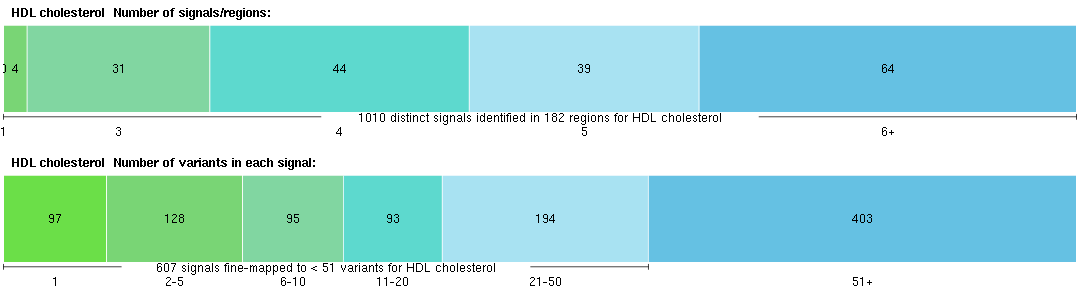 HDL cholesterol Number of signals/regions:
0 4 31 44 39 64
1010 distinct signals identified in 182 regions for HDL cholesterol
1 3 4 5 6+
HDL cholesterol Number of variants in each signal:
97 128 95 93 194 403
607 signals fine-mapped to < 51 variants for HDL cholesterol
1 2-5 6-10 11-20 21-50 51+